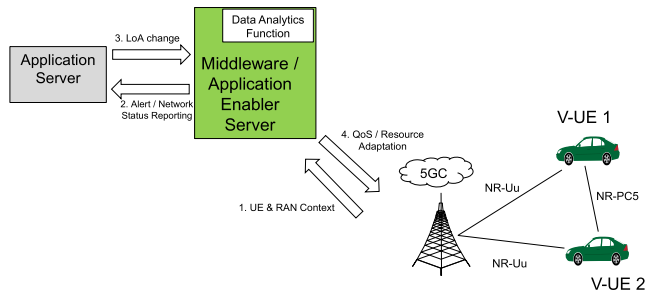 Data Analytics
Function
3. LoA change
Application
Server
Middleware /
Application
Enabler
Server
2. Alert / Network
Status Reporting
4. QoS / Resource
Adaptation
1. UE & RAN Context
5GC
V-UE 1
NR-Uu
NR-PC5
NR-Uu
V-UE 2